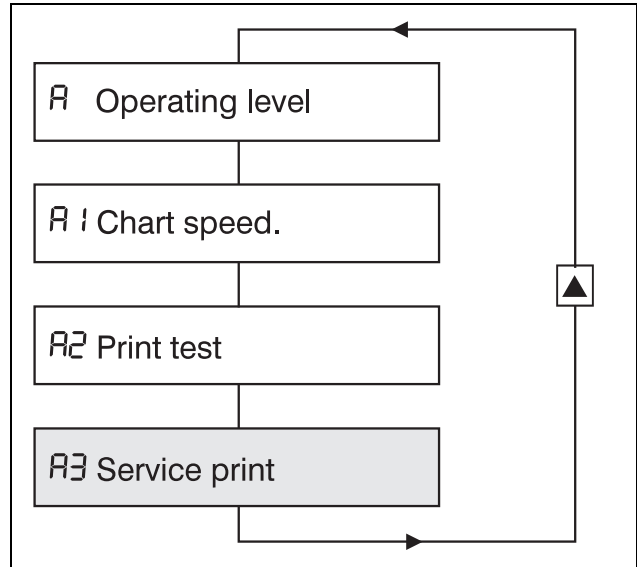 A Operating level
A1 Chart speed.
A2 Print test
A3 Service print